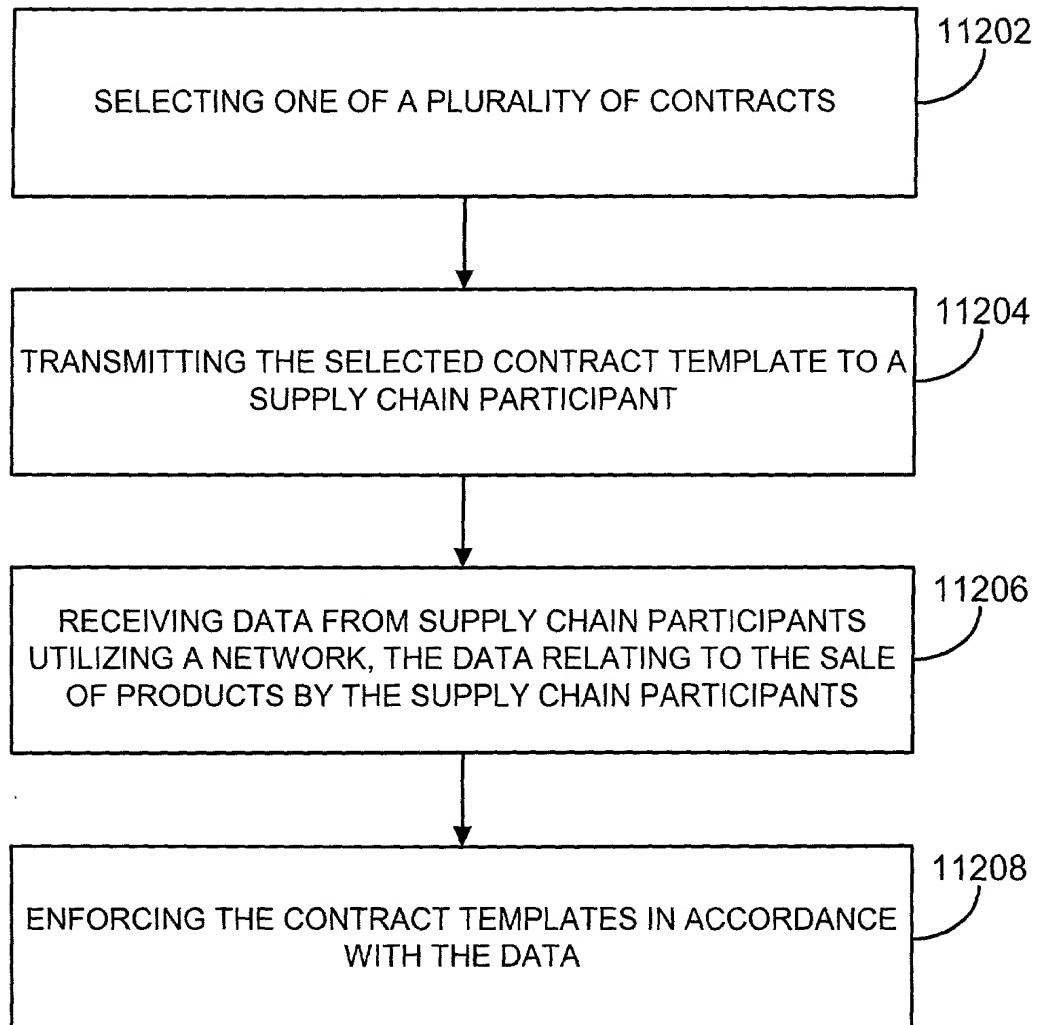 11202
SELECTING ONE OF A PLURALITY OF CONTRACTS
11204
TRANSMITTING THE SELECTED CONTRACT TEMPLATE TO A
SUPPLY CHAIN PARTICIPANT
11206
RECEIVING DATA FROM SUPPLY CHAIN PARTICIPANTS
UTILIZING A NETWORK, THE DATA RELATING TO THE SALE
OF PRODUCTS BY THE SUPPLY CHAIN PARTICIPANTS
11208
ENFORCING THE CONTRACT TEMPLATES IN ACCORDANCE
WITH THE DATA